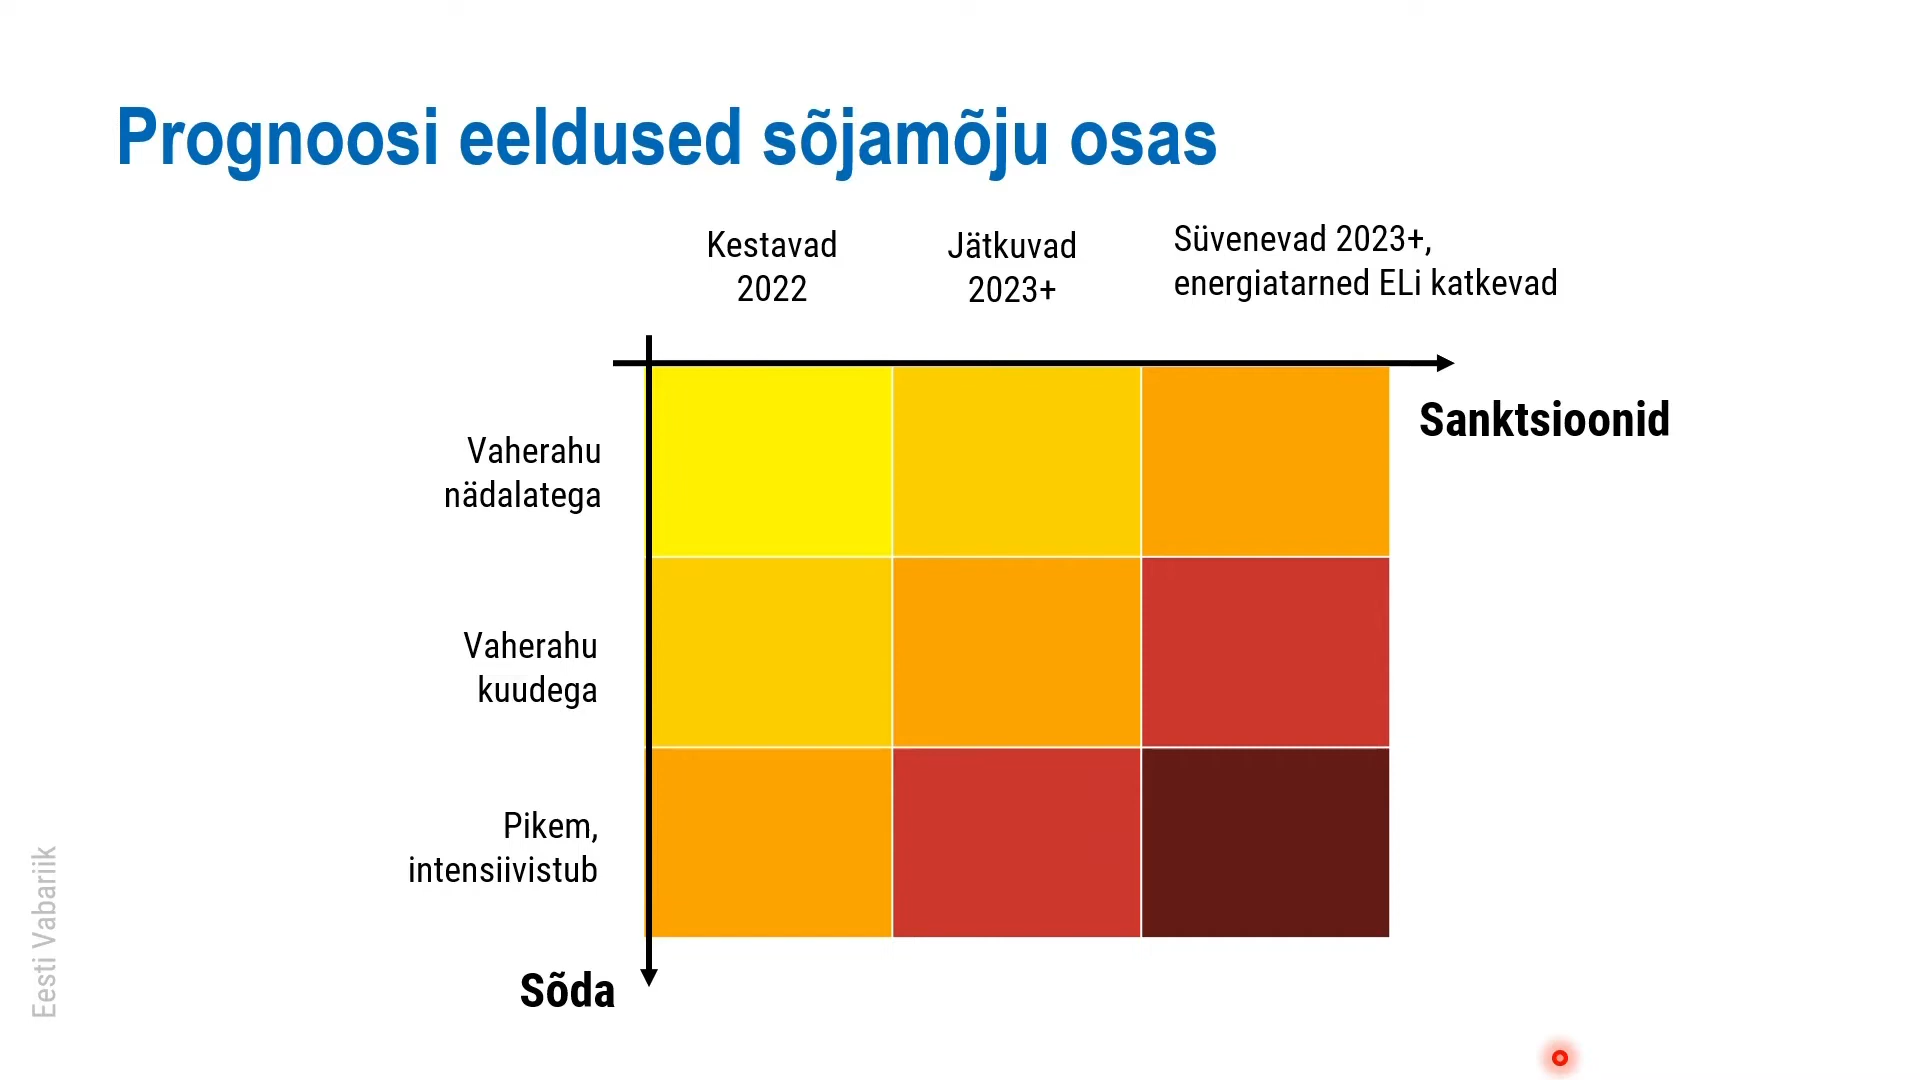 Prognoosi eeldused sõjamõju osas
Kestavad
2022
Jätkuvad
2023+
Süvenevad 2023+,
energiatarned ELi katkevad
Sanktsioonid
Vaherahu
nädalatega
Vaherahu
kuudega
Pikem,
intensiivistub
Sõda
Eesti Vabariik